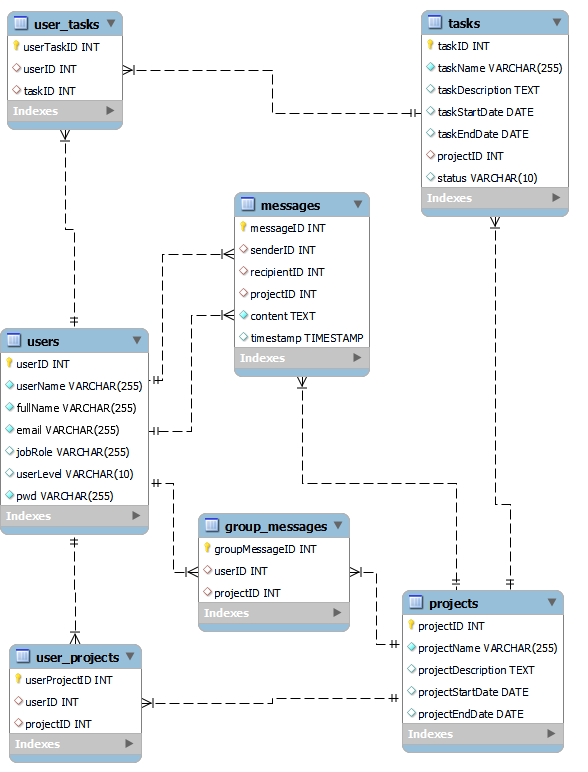 user_tasks
userTaskID INT
userID INT
taskID INT
Indexes
tasks
taskID INT
taskName VARCHAR(255)
taskDescription TEXT
taskStartDate DATE
taskEndDate DATE
projectID INT
status VARCHAR(10)
Indexes
messages
messageID INT
senderID INT
recipientID INT
projectID INT
content TEXT
timestamp TIMESTAMP
Indexes
users
userID INT
userName VARCHAR(255)
fullName VARCHAR(255)
email VARCHAR(255)
jobRole VARCHAR(255)
userLevel VARCHAR(10)
pwd VARCHAR(255)
Indexes
group_messages
groupMessageID INT
userID INT
projectID INT
Indexes
projects
projectID INT
projectName VARCHAR(255)
projectDescription TEXT
projectStartDate DATE
projectEndDate DATE
Indexes
user_projects
userProjectID INT
userID INT
projectID INT
Indexes